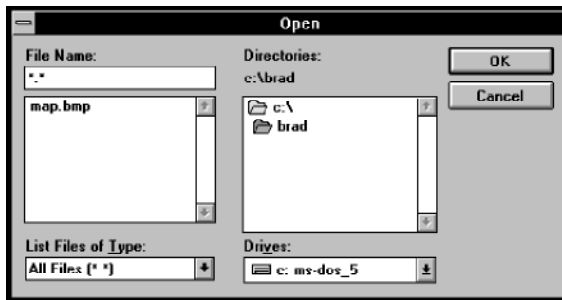 Open
File Name:
*.*
map.bmp
List Files of Type:
All Files (*.*)
Directories:
c:\brad
c:\
brad
Drives:
c: ms-dos_5
OK
Cancel